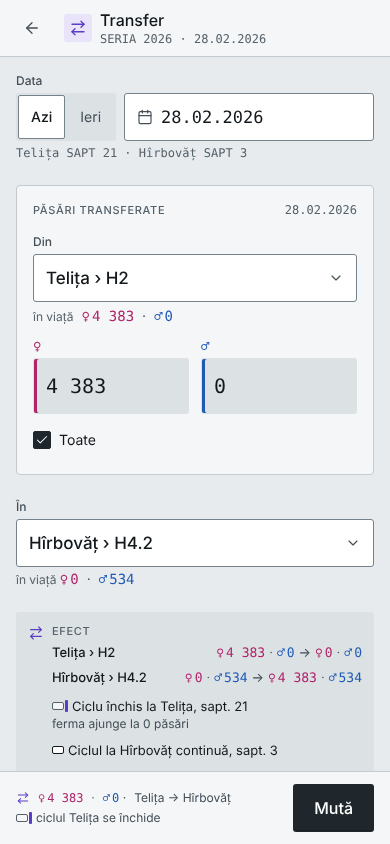 Transfer
SERIA 2026 · 28.02.2026
Data
Azi Ieri 28.02.2026
Telița SAPT 21 · Hîrbovăț SAPT 3
PĂSĂRI TRANSFERATE 28.02.2026
Din
Telița › H2
în viață ♀4 383 · ♂0
♀ ♂
4 383 0
Toate
În
Hîrbovăț › H4.2
în viață ♀0 · ♂534
EFECT
Telița › H2 ♀4 383 · ♂0 → ♀0 · ♂0
Hîrbovăț › H4.2 ♀0 · ♂534 → ♀4 383 · ♂534
Ciclu închis la Telița, sapt. 21
ferma ajunge la 0 păsări
Ciclul la Hîrbovăț continuă, sapt. 3
♀4 383 · ♂0 · Telița → Hîrbovăț
ciclul Telița se închide
Mută